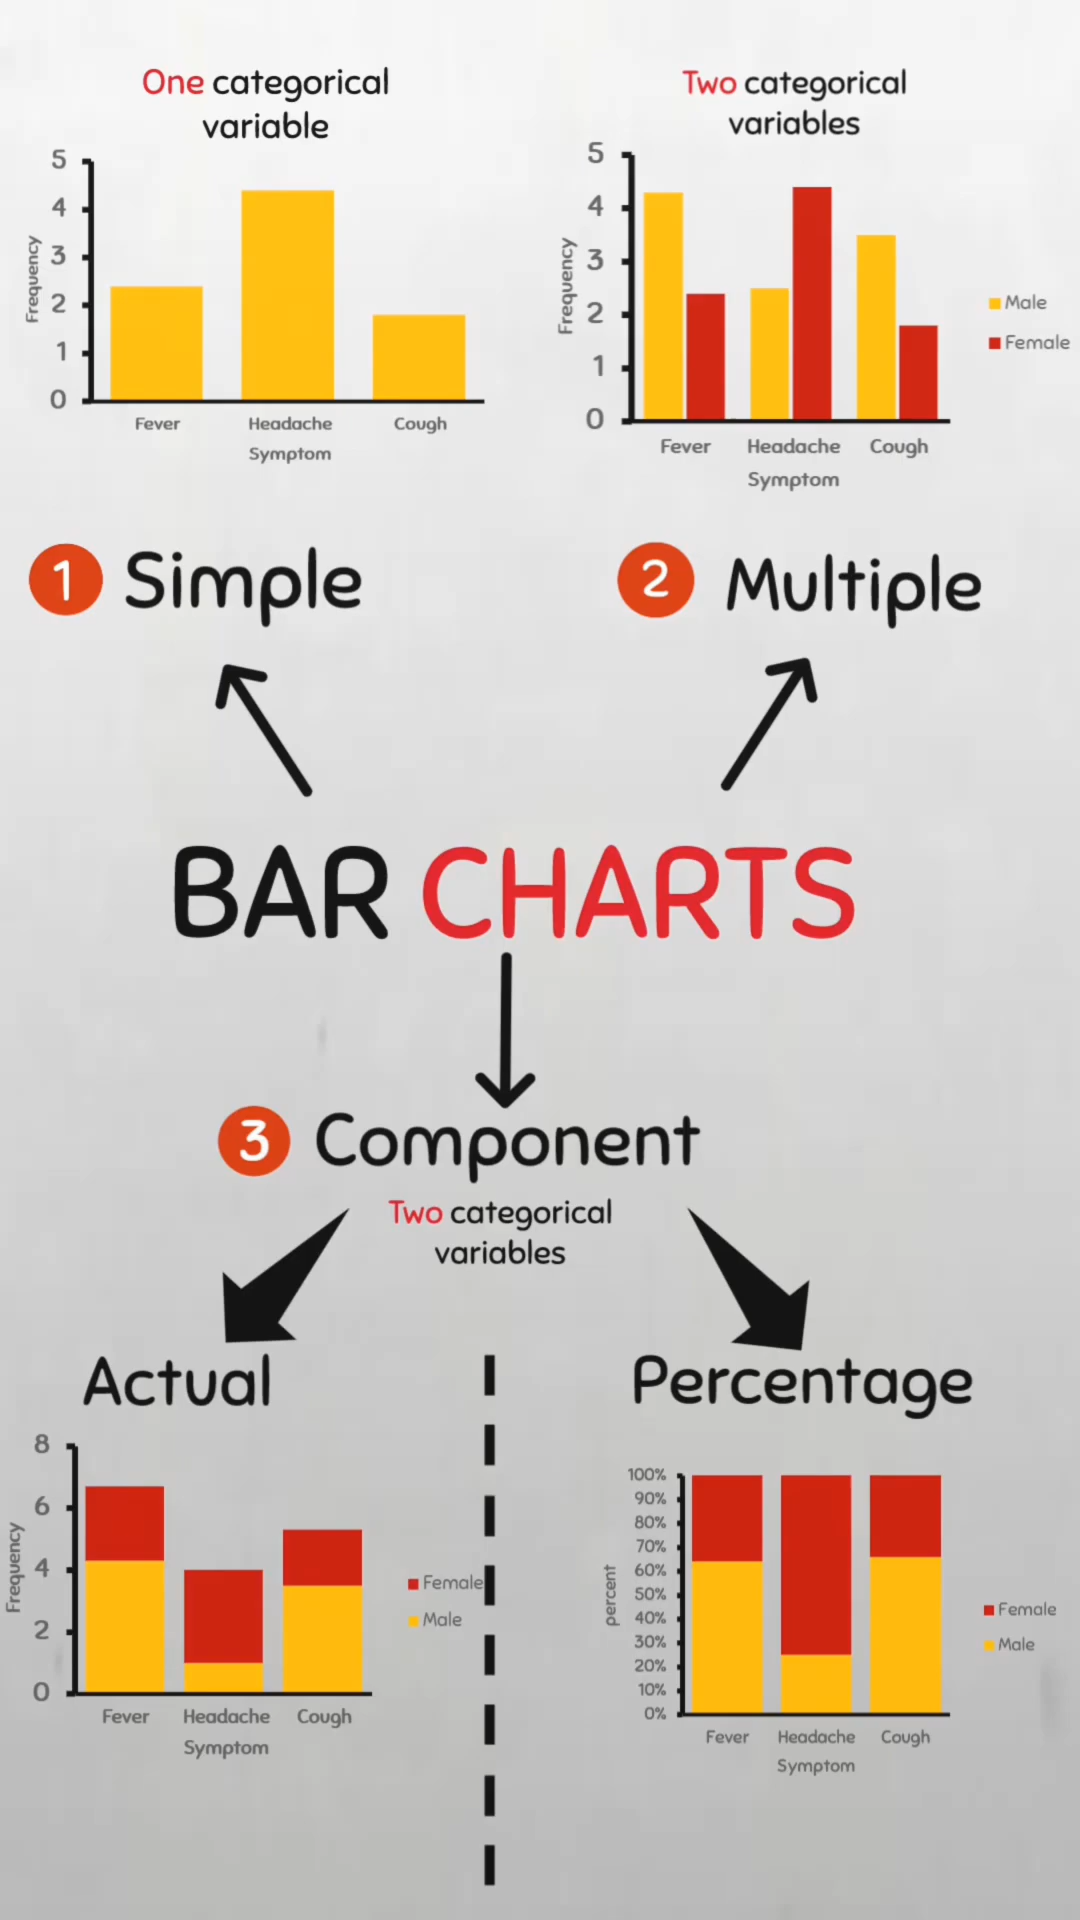 One categorical
variable
5
4
3
2
1
0
Frequency
Fever Headache Cough
Symptom
Two categorical
variables
5
4
3
2
1
0
Frequency
Male
Female
Fever Headache Cough
Symptom
1 Simple
2 Multiple
BAR CHARTS
3 Component
Two categorical
variables
Actual
8
6
4
2
0
Frequency
Female
Male
Fever Headache Cough
Symptom
Percentage
100%
90%
80%
70%
60%
50%
40%
30%
20%
10%
0%
percent
Female
Male
Fever Headache Cough
Symptom